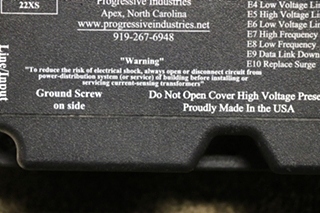 22XS
Progressive Industries
Apex, North Carolina
www.progressiveindustries.net
919-267-6948
E4 Low Voltage Li
E5 High Voltage L
E6 Low Voltage Li
E7 High Frequency
E8 Low Frequency
E9 Data Link Down
E10 Replace Surge
Line/Input
"Warning"
"To reduce the risk of electrical shock, always open or disconnect circuit from
power-distribution system (or service) of building before installing or
servicing current-sensing transformers"
Ground Screw
on side
Do Not Open Cover High Voltage Prese
Proudly Made In the USA